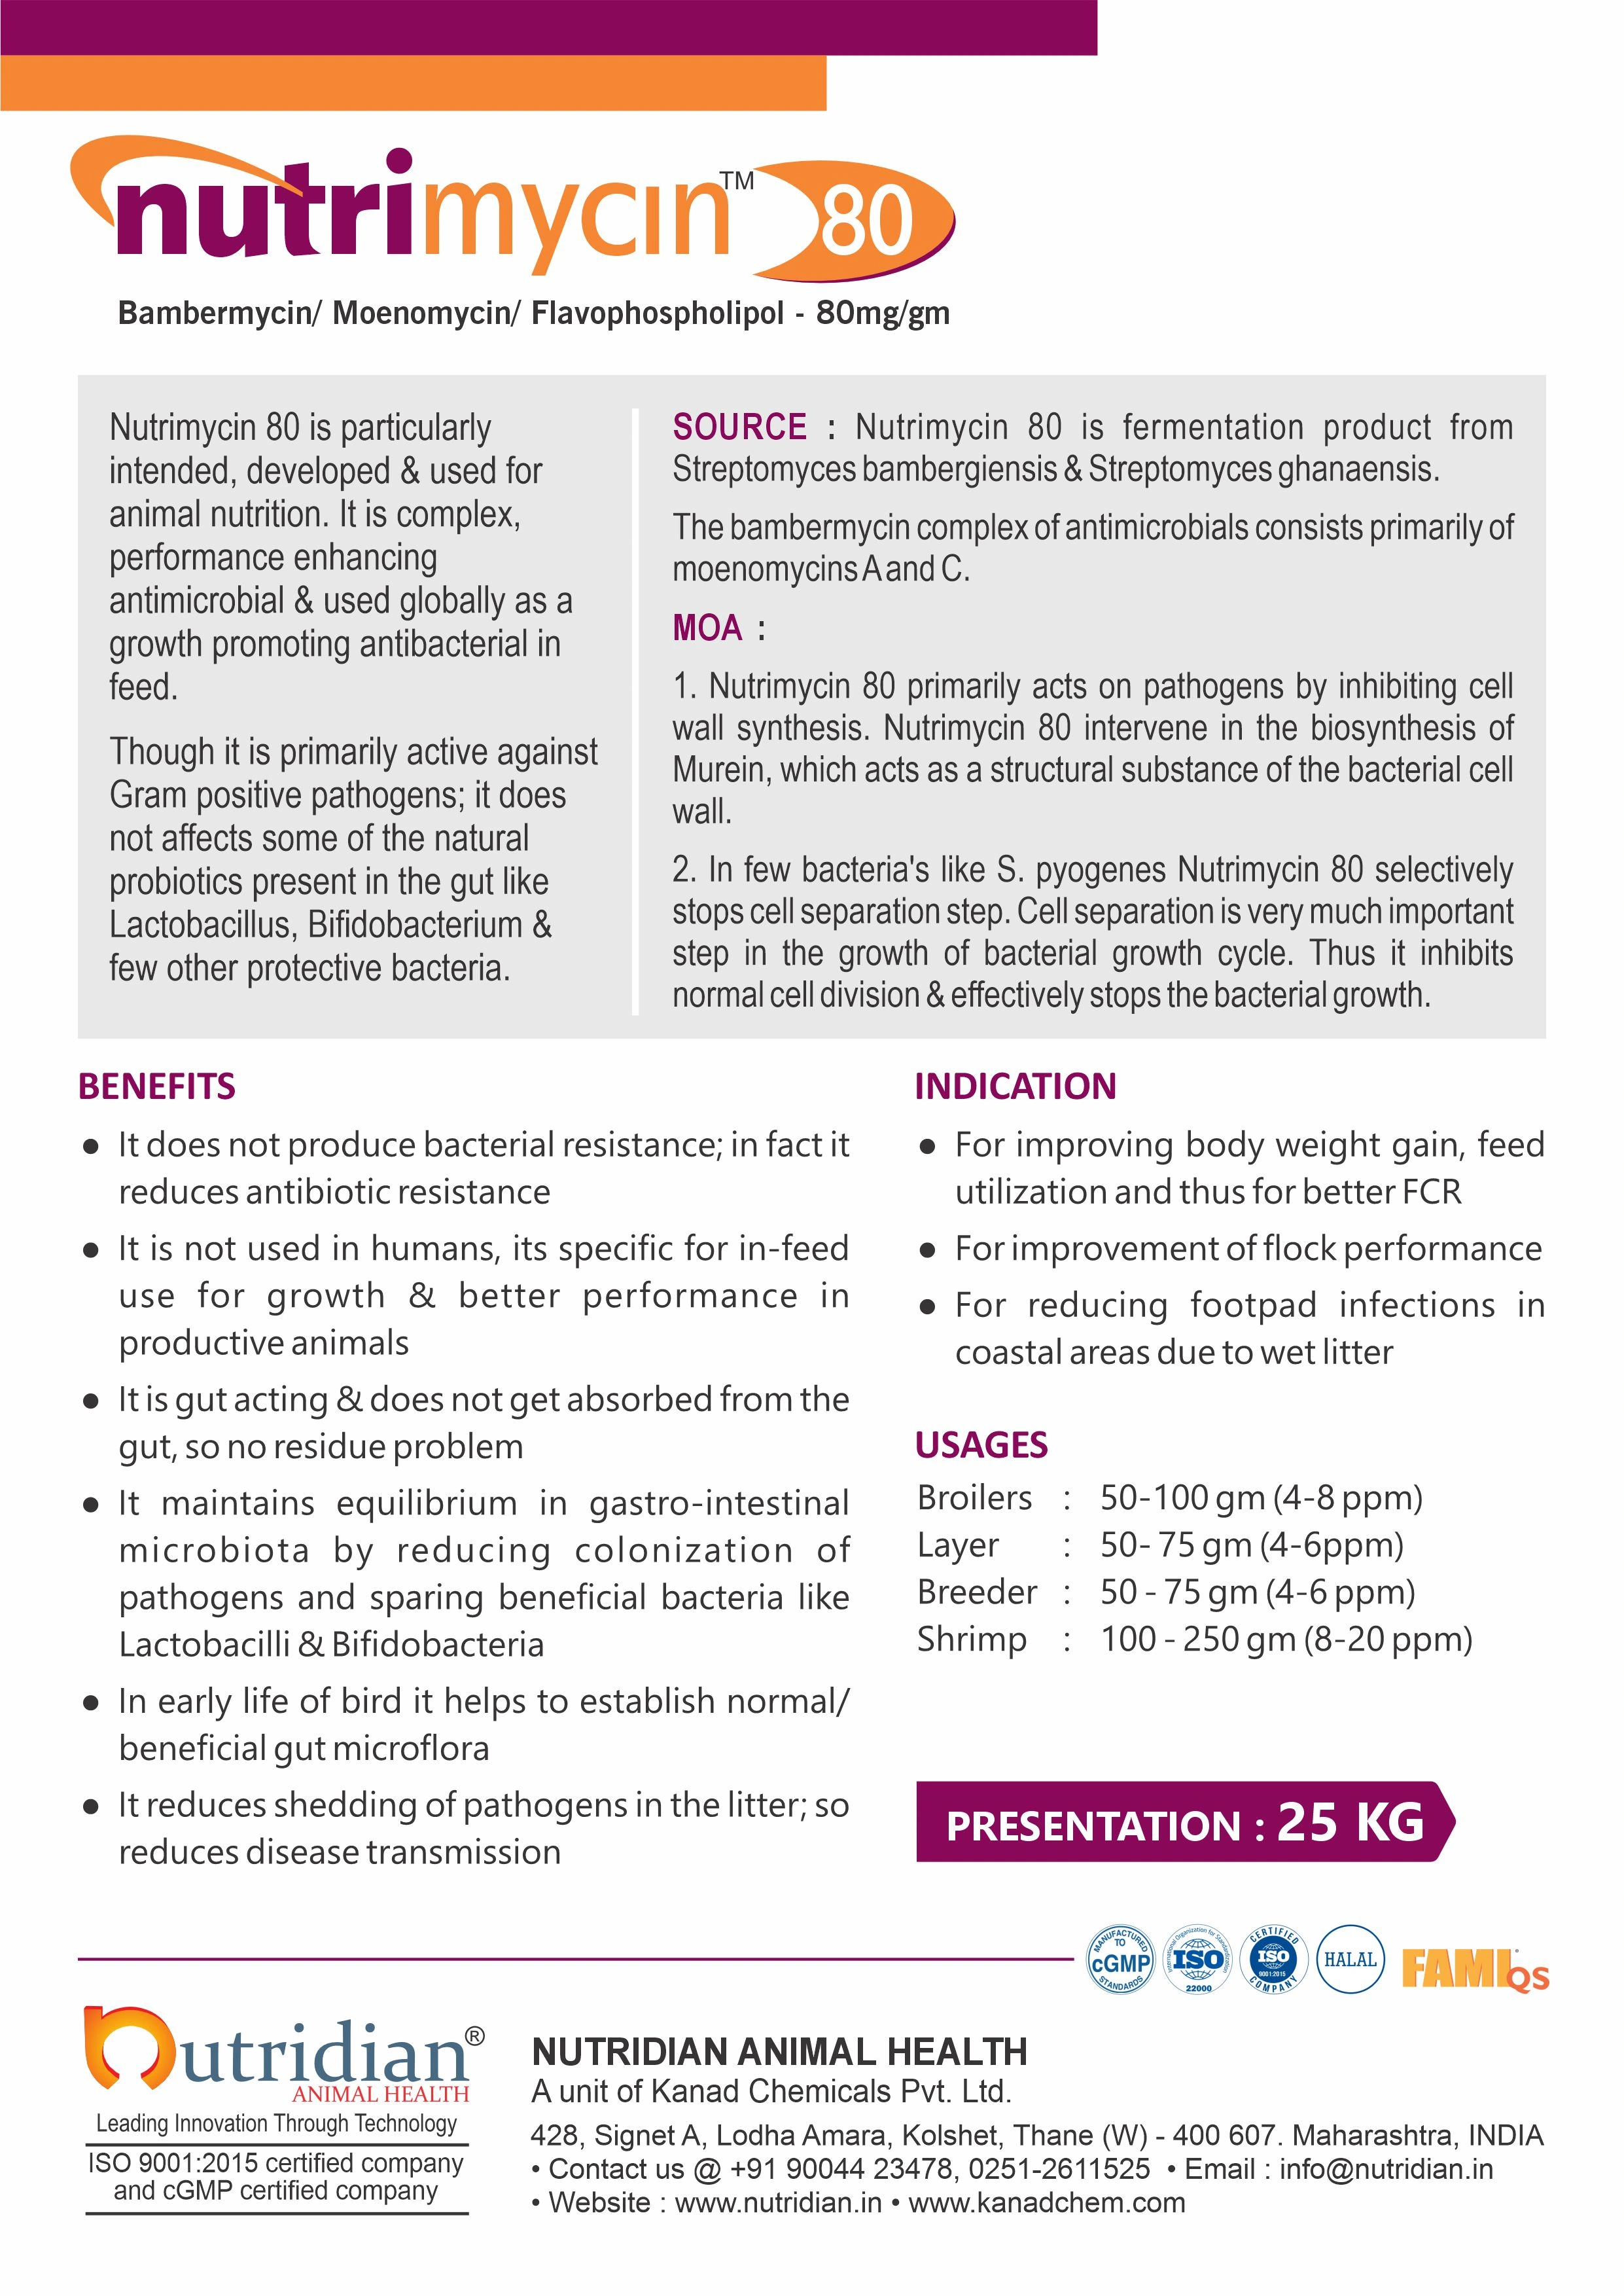 nutrimycin™ 80
Bambermycin/ Moenomycin/ Flavophospholipol - 80mg/gm
Nutrimycin 80 is particularly
intended, developed & used for
animal nutrition. It is complex,
performance enhancing
antimicrobial & used globally as a
growth promoting antibacterial in
feed.
Though it is primarily active against
Gram positive pathogens; it does
not affects some of the natural
probiotics present in the gut like
Lactobacillus, Bifidobacterium &
few other protective bacteria.
SOURCE : Nutrimycin 80 is fermentation product from
Streptomyces bambergiensis & Streptomyces ghanaensis.
The bambermycin complex of antimicrobials consists primarily of
moenomycins A and C.
MOA :
1. Nutrimycin 80 primarily acts on pathogens by inhibiting cell
wall synthesis. Nutrimycin 80 intervene in the biosynthesis of
Murein, which acts as a structural substance of the bacterial cell
wall.
2. In few bacteria's like S. pyogenes Nutrimycin 80 selectively
stops cell separation step. Cell separation is very much important
step in the growth of bacterial growth cycle. Thus it inhibits
normal cell division & effectively stops the bacterial growth.
BENEFITS
● It does not produce bacterial resistance; in fact it
reduces antibiotic resistance
● It is not used in humans, its specific for in-feed
use for growth & better performance in
productive animals
● It is gut acting & does not get absorbed from the
gut, so no residue problem
● It maintains equilibrium in gastro-intestinal
microbiota by reducing colonization of
pathogens and sparing beneficial bacteria like
Lactobacilli & Bifidobacteria
● In early life of bird it helps to establish normal/
beneficial gut microflora
● It reduces shedding of pathogens in the litter; so
reduces disease transmission
INDICATION
● For improving body weight gain, feed
utilization and thus for better FCR
● For improvement of flock performance
● For reducing footpad infections in
coastal areas due to wet litter
USAGES
Broilers : 50-100 gm (4-8 ppm)
Layer : 50- 75 gm (4-6ppm)
Breeder : 50 - 75 gm (4-6 ppm)
Shrimp : 100 - 250 gm (8-20 ppm)
PRESENTATION : 25 KG
MANUFACTURED TO cGMP STANDARDS
International Organization for Standardization ISO 22000
CERTIFIED ISO 9001:2015 COMPANY
HALAL
FAMI QS
nutridian®
ANIMAL HEALTH
Leading Innovation Through Technology
ISO 9001:2015 certified company
and cGMP certified company
NUTRIDIAN ANIMAL HEALTH
A unit of Kanad Chemicals Pvt. Ltd.
428, Signet A, Lodha Amara, Kolshet, Thane (W) - 400 607. Maharashtra, INDIA
• Contact us @ +91 90044 23478, 0251-2611525 • Email : info@nutridian.in
• Website : www.nutridian.in • www.kanadchem.com